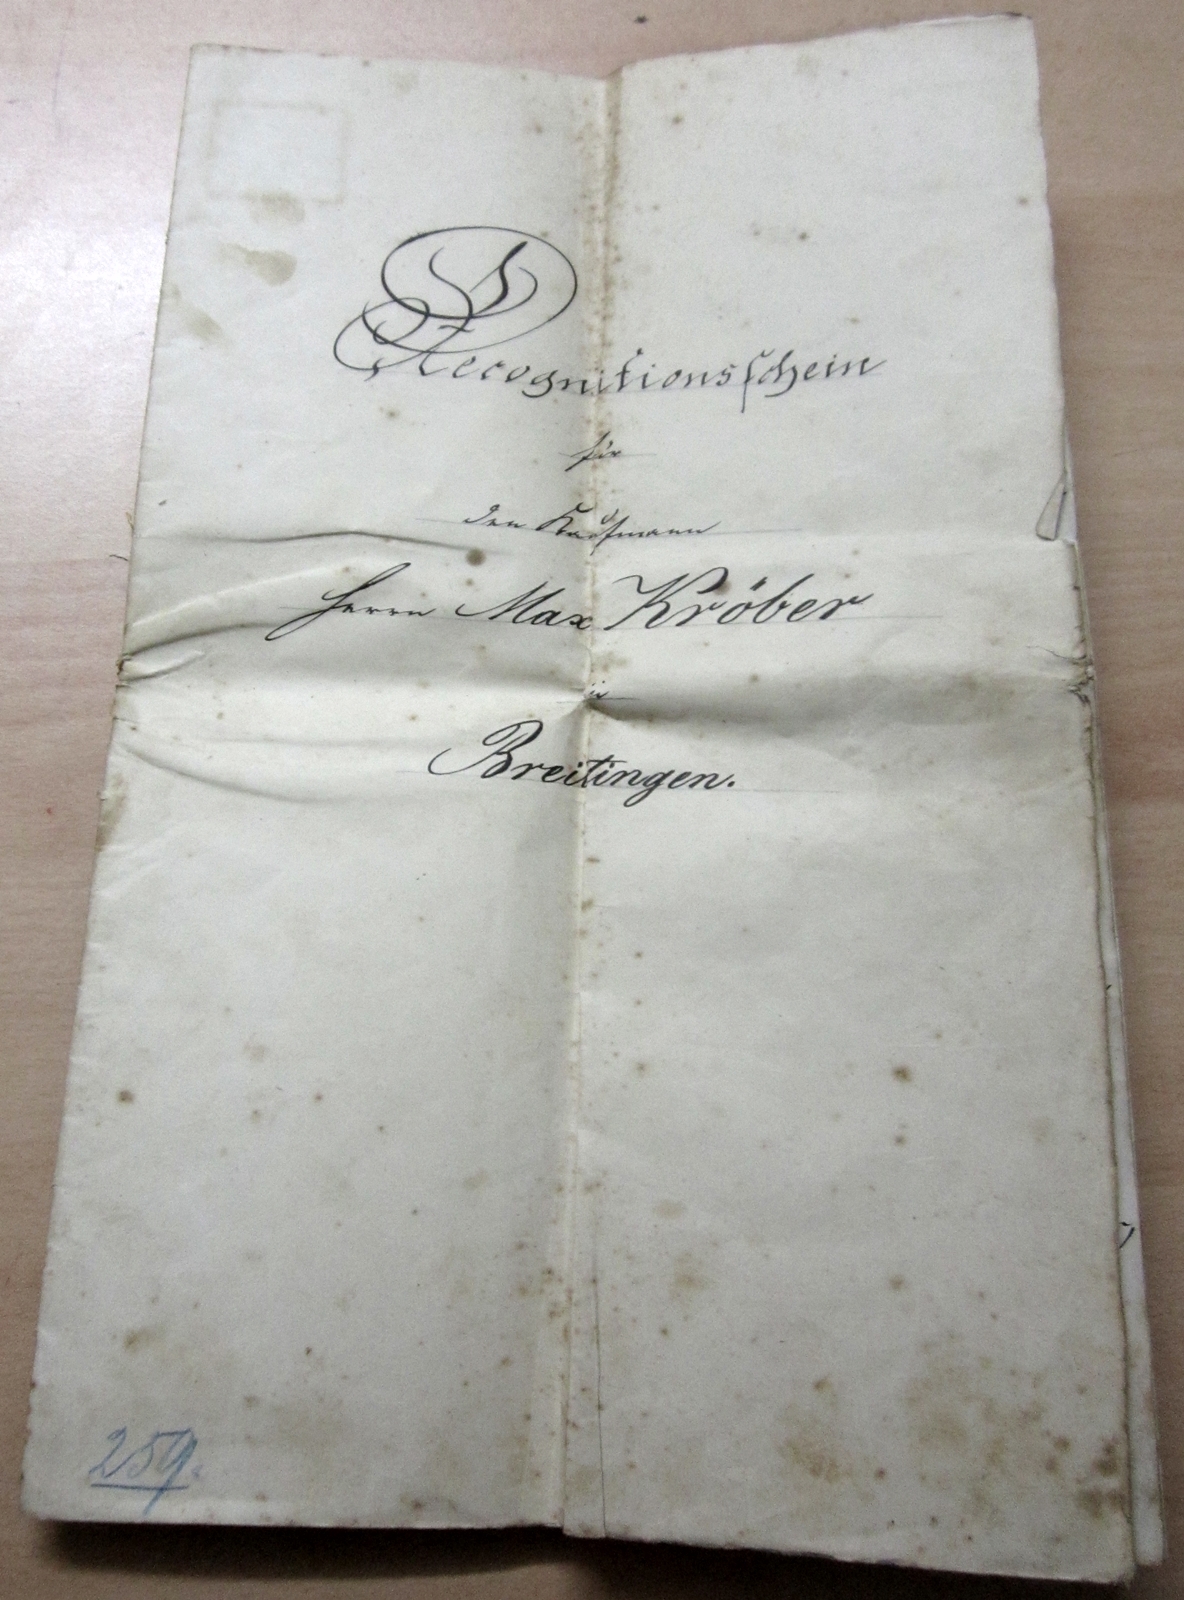 Recognitionsschein
für
den Kaufmann
Herrn Max Kröber
in
Breitingen.
259.